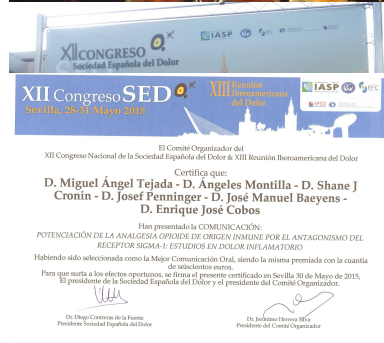 XII CONGRESO
Sociedad Española del Dolor
IASP
EFIC
XII Congreso SED
Sevilla, 28-31 Mayo 2015
XIII Reunión
Iberoamericana
del Dolor
IASP
EFIC
El Comité Organizador del
XII Congreso Nacional de la Sociedad Española del Dolor & XIII Reunión Iberoamericana del Dolor
Certifica que:
D. Miguel Ángel Tejada - D. Ángeles Montilla - D. Shane J
Cronin - D. Josef Penninger - D. José Manuel Baeyens -
D. Enrique José Cobos
Han presentado la COMUNICACIÓN:
POTENCIACIÓN DE LA ANALGESIA OPIOIDE DE ORIGEN INMUNE POR EL ANTAGONISMO DEL
RECEPTOR SIGMA-1: ESTUDIOS EN DOLOR INFLAMATORIO
Habiendo sido seleccionada como la Mejor Comunicación Oral, siendo la misma premiada con la cuantía
de seiscientos euros.
Para que surta a los efectos oportunos, se firma el presente certificado en Sevilla 30 de Mayo de 2015,
El presidente de la Sociedad Española del Dolor y el presidente del Comité Organizador.
Dr. Diego Contreras de la Fuente
Presidente Sociedad Española del Dolor
Dr. Jerónimo Herrera Silva
Presidente del Comité Organizador